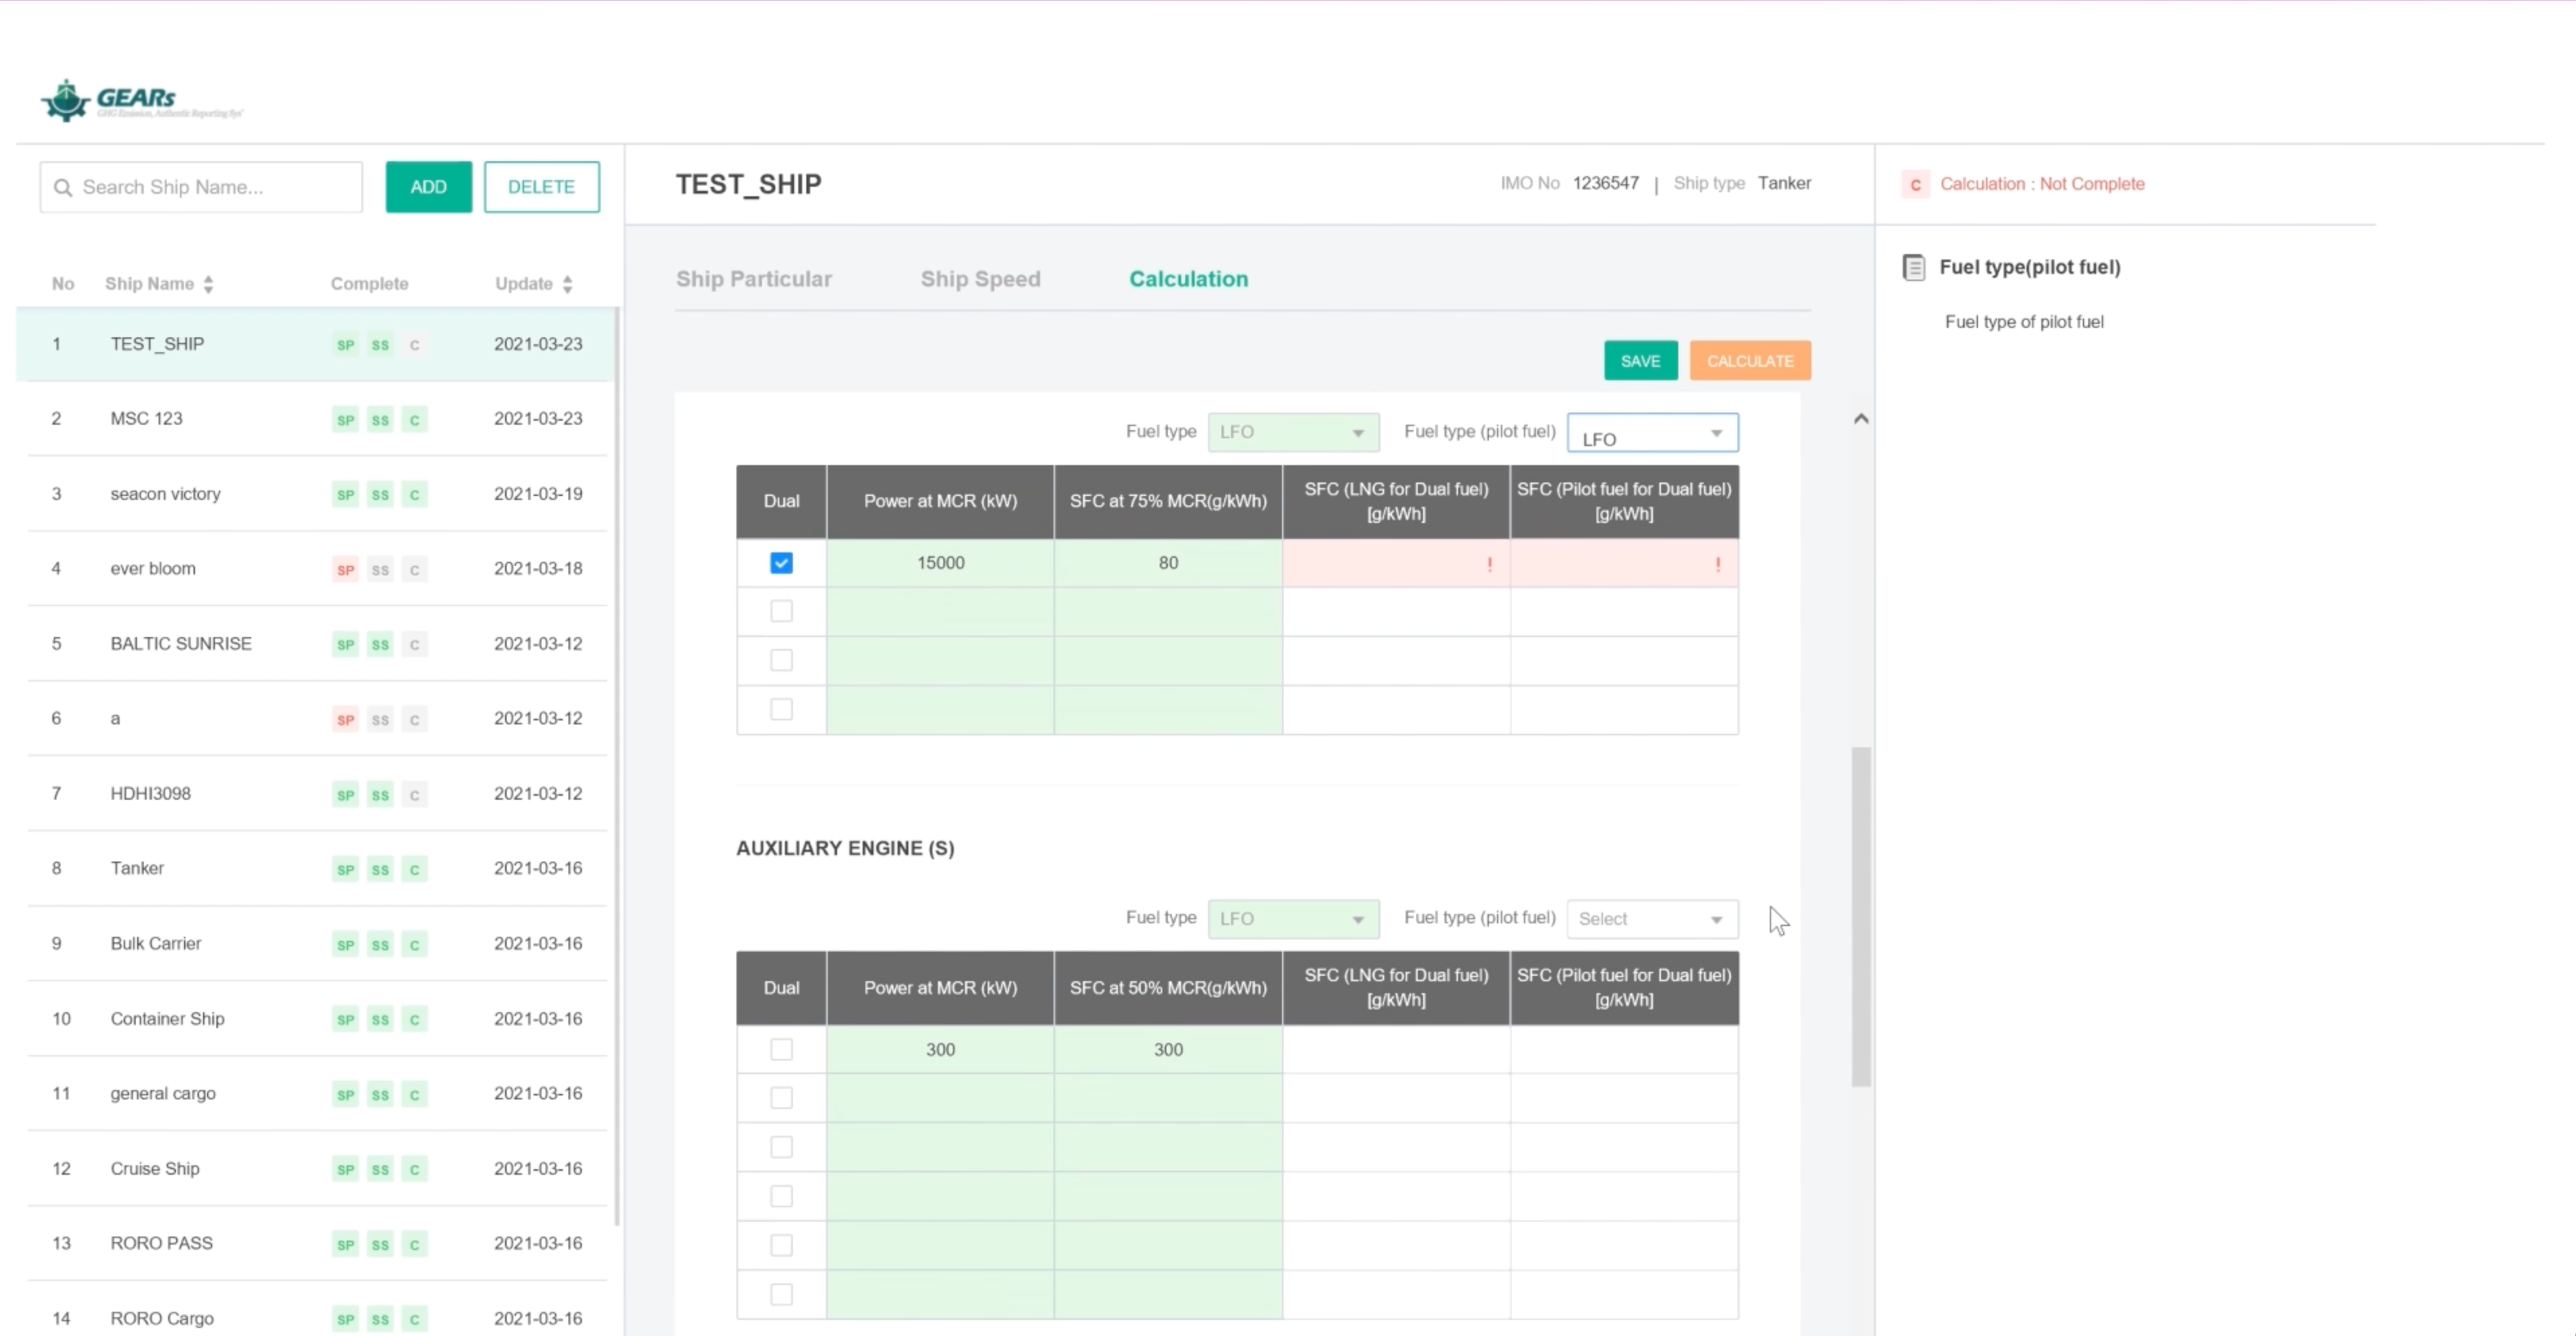 GEARs
GHG Emission, Authentic Reporting Sys'
Search Ship Name...
ADD
DELETE
No Ship Name Complete Update
1 TEST_SHIP SP SS C 2021-03-23
2 MSC 123 SP SS C 2021-03-23
3 seacon victory SP SS C 2021-03-19
4 ever bloom SP SS C 2021-03-18
5 BALTIC SUNRISE SP SS C 2021-03-12
6 a SP SS C 2021-03-12
7 HDHI3098 SP SS C 2021-03-12
8 Tanker SP SS C 2021-03-16
9 Bulk Carrier SP SS C 2021-03-16
10 Container Ship SP SS C 2021-03-16
11 general cargo SP SS C 2021-03-16
12 Cruise Ship SP SS C 2021-03-16
13 RORO PASS SP SS C 2021-03-16
14 RORO Cargo SP SS C 2021-03-16
TEST_SHIP
IMO No 1236547 | Ship type Tanker
Ship Particular Ship Speed Calculation
SAVE CALCULATE
Fuel type LFO Fuel type (pilot fuel) LFO
Dual Power at MCR (kW) SFC at 75% MCR(g/kWh) SFC (LNG for Dual fuel) [g/kWh] SFC (Pilot fuel for Dual fuel) [g/kWh]
15000 80 ! !
AUXILIARY ENGINE (S)
Fuel type LFO Fuel type (pilot fuel) Select
Dual Power at MCR (kW) SFC at 50% MCR(g/kWh) SFC (LNG for Dual fuel) [g/kWh] SFC (Pilot fuel for Dual fuel) [g/kWh]
300 300
C Calculation : Not Complete
Fuel type(pilot fuel)
Fuel type of pilot fuel